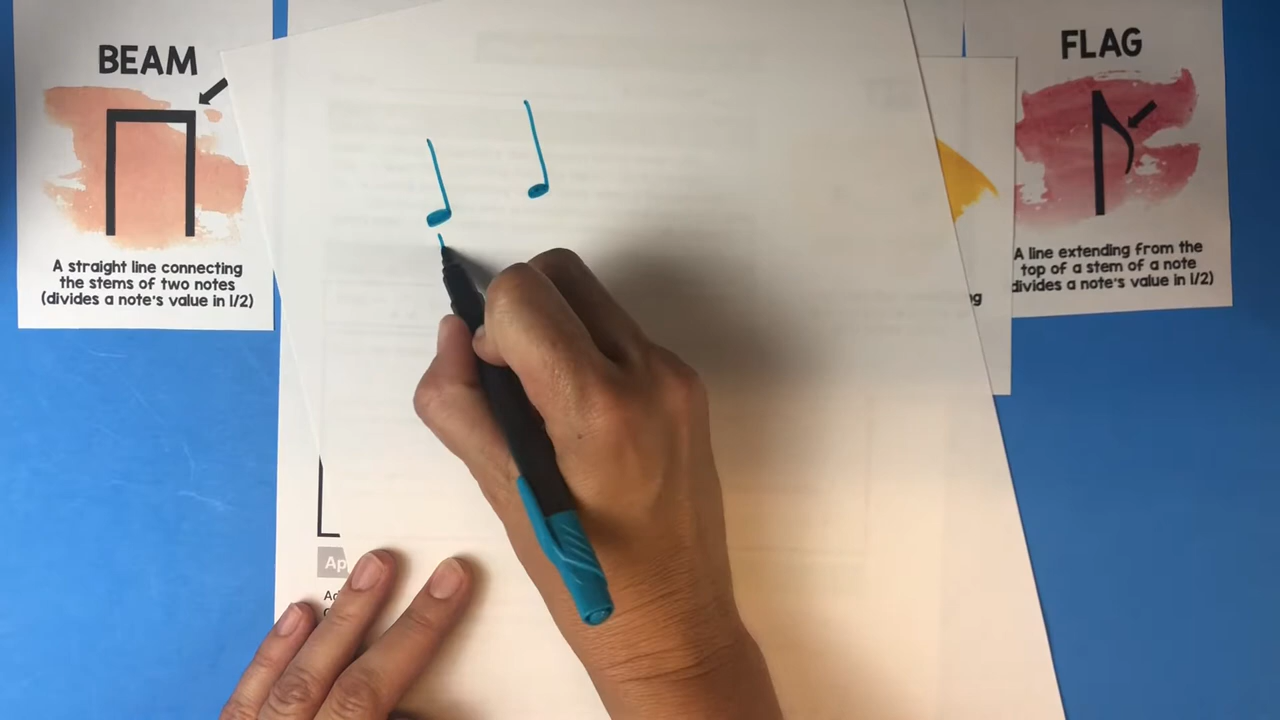 BEAM
A straight line connecting
the stems of two notes
(divides a note's value in 1/2)
FLAG
A line extending from the
top of a stem of a note
divides a note's value in 1/2)